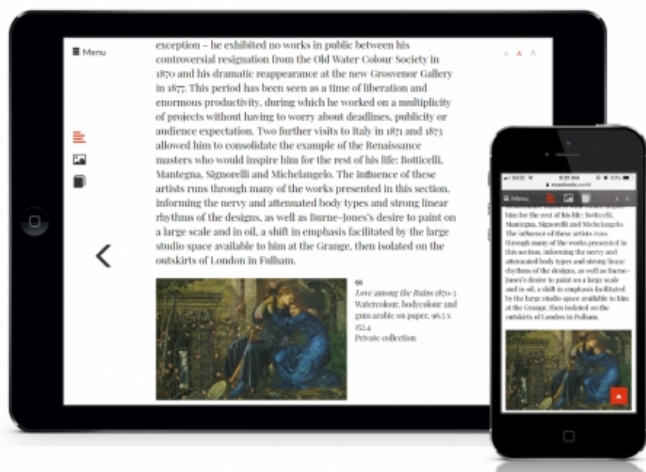 Menu
exception – he exhibited no works in public between his
controversial resignation from the Old Water Colour Society in
1870 and his dramatic reappearance at the new Grosvenor Gallery
in 1877. This period has been seen as a time of liberation and
enormous productivity, during which he worked on a multiplicity
of projects without having to worry about deadlines, publicity or
audience expectation. Two further visits to Italy in 1871 and 1873
allowed him to consolidate the example of the Renaissance
masters who would inspire him for the rest of his life: Botticelli,
Mantegna, Signorelli and Michelangelo. The influence of these
artists runs through many of the works presented in this section,
informing the nervy and attenuated body types and strong linear
rhythms of the designs, as well as Burne-Jones's desire to paint on
a large scale and in oil, a shift in emphasis facilitated by the large
studio space available to him at the Grange, then isolated on the
outskirts of London in Fulham.
A A A
91
Love among the Ruins 1870-3
Watercolour, bodycolour and
gum arabic on paper, 96.5 x
152.4
Private collection
Menu
him for the rest of his life: Botticelli,
Mantegna, Signorelli and Michelangelo.
The influence of these artists runs
through many of the works presented in
this section, informing the nervy and
attenuated body types and strong linear
rhythms of the designs, as well as Burne-
Jones's desire to paint on a large scale
and in oil, a shift in emphasis facilitated
by the large studio space available to him
at the Grange, then isolated on the
outskirts of London in Fulham.